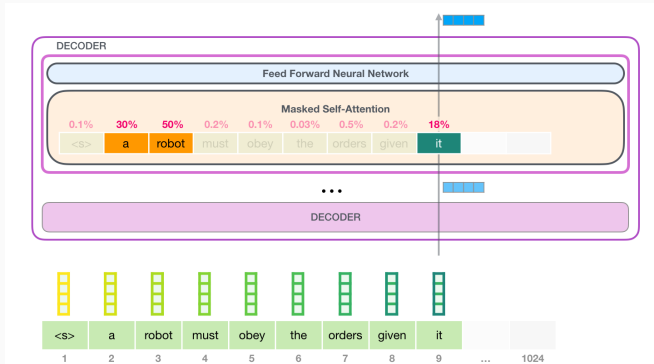 DECODER
Feed Forward Neural Network
Masked Self-Attention
0.1% 30% 50% 0.2% 0.1% 0.03% 0.5% 0.2% 18%
<s> a robot must obey the orders given it
...
DECODER
<s> a robot must obey the orders given it
1 2 3 4 5 6 7 8 9 ... 1024